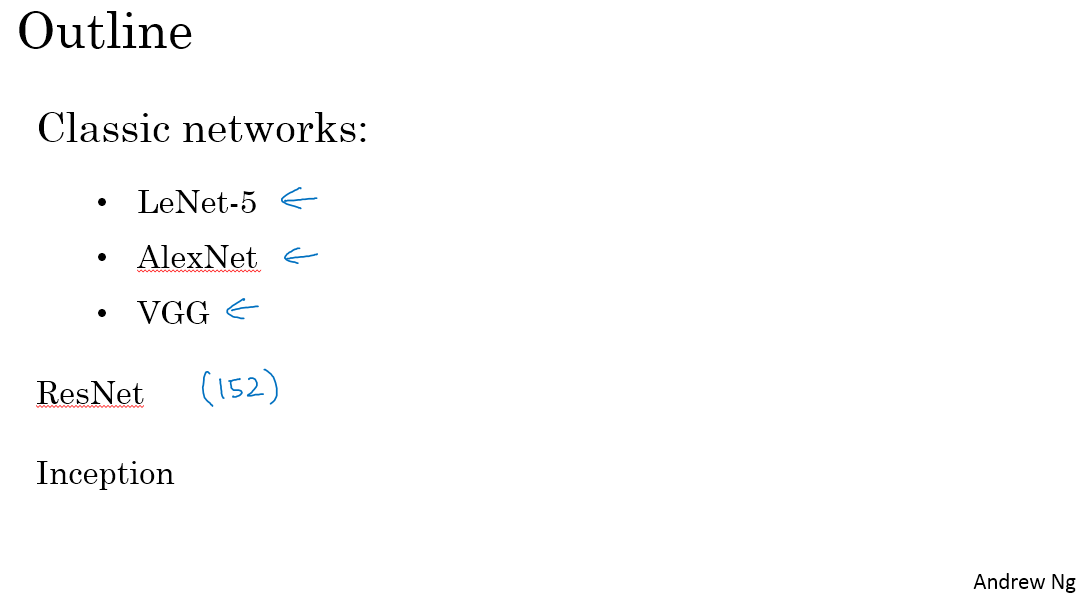 Outline
Classic networks:
• LeNet-5 ←
• AlexNet ←
• VGG ←
ResNet (152)
Inception
Andrew Ng